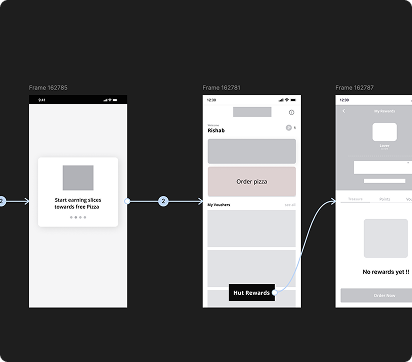 Frame 162785
Frame 162781
Frame 162787
9:41
12:30
12:30
My Rewards
Welcome
Rishab
Order pizza
Start earning slices
towards free Pizza
2
2
My Vouchers
Hut Rewards
Rewards
No rewards yet !!
Order Now